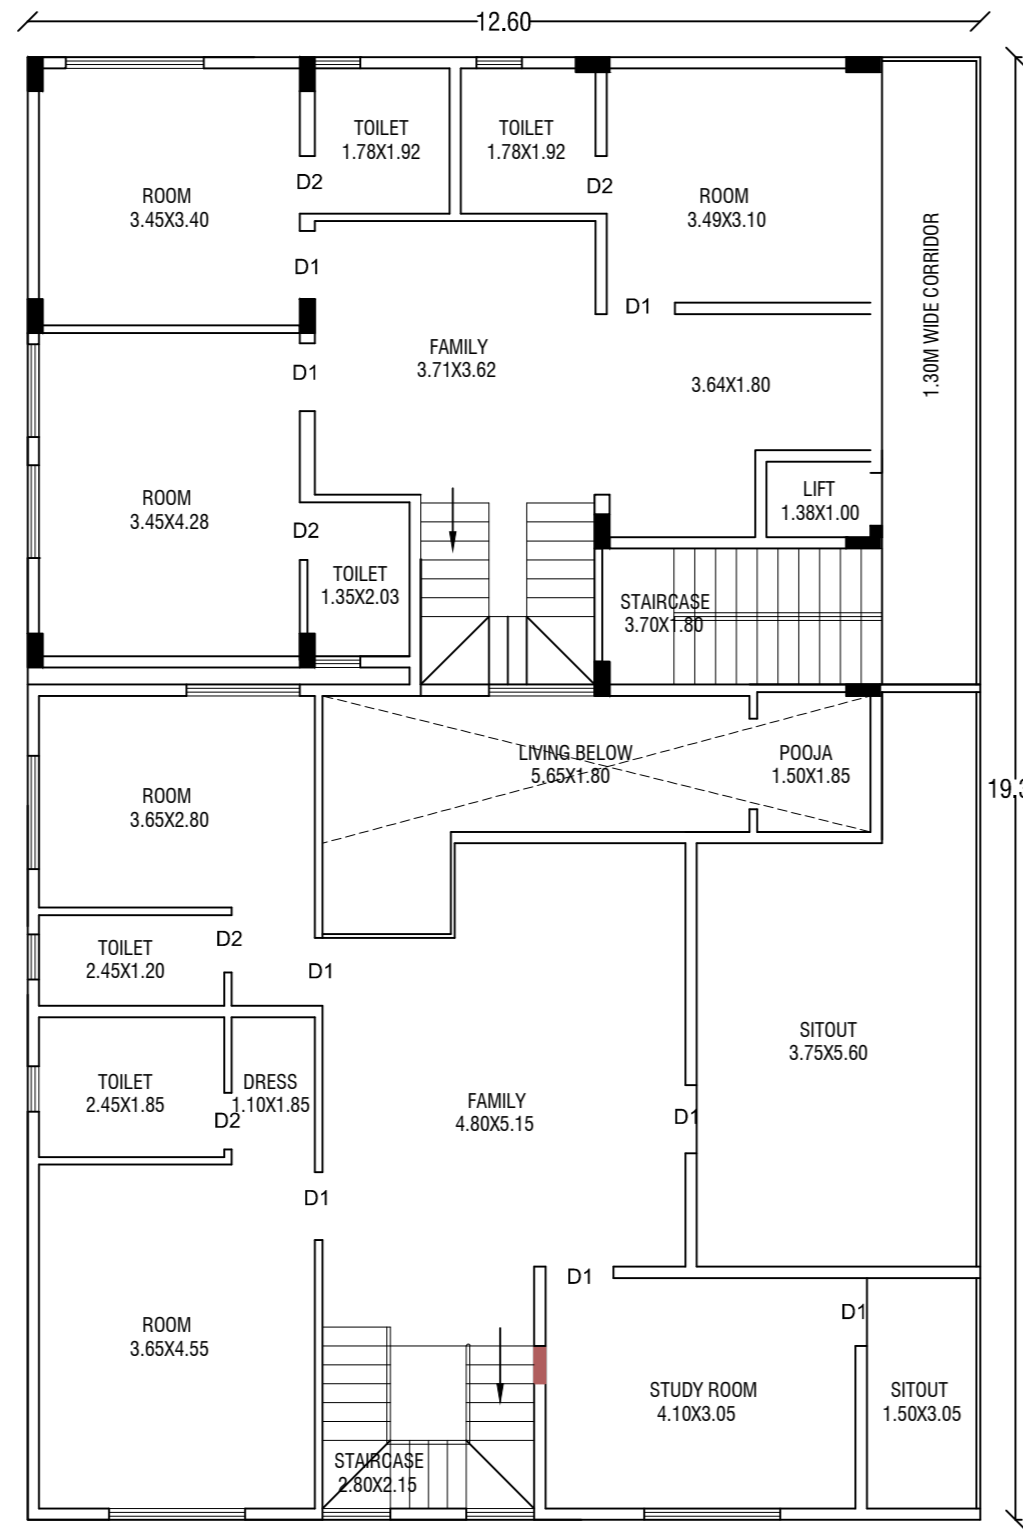 12.60
TOILET
1.78X1.92
TOILET
1.78X1.92
D2
D2
ROOM
3.45X3.40
ROOM
3.49X3.10
1.30M WIDE CORRIDOR
D1
D1
FAMILY
3.71X3.62
D1
3.64X1.80
ROOM
3.45X4.28
LIFT
1.38X1.00
D2
TOILET
1.35X2.03
STAIRCASE
3.70X1.80
LIVING BELOW
5.65X1.80
POOJA
1.50X1.85
ROOM
3.65X2.80
D2
TOILET
2.45X1.20
D1
SITOUT
3.75X5.60
TOILET
2.45X1.85
DRESS
1.10X1.85
D2
FAMILY
4.80X5.15
D1
D1
D1
D1
ROOM
3.65X4.55
STUDY ROOM
4.10X3.05
SITOUT
1.50X3.05
STAIRCASE
2.80X2.15